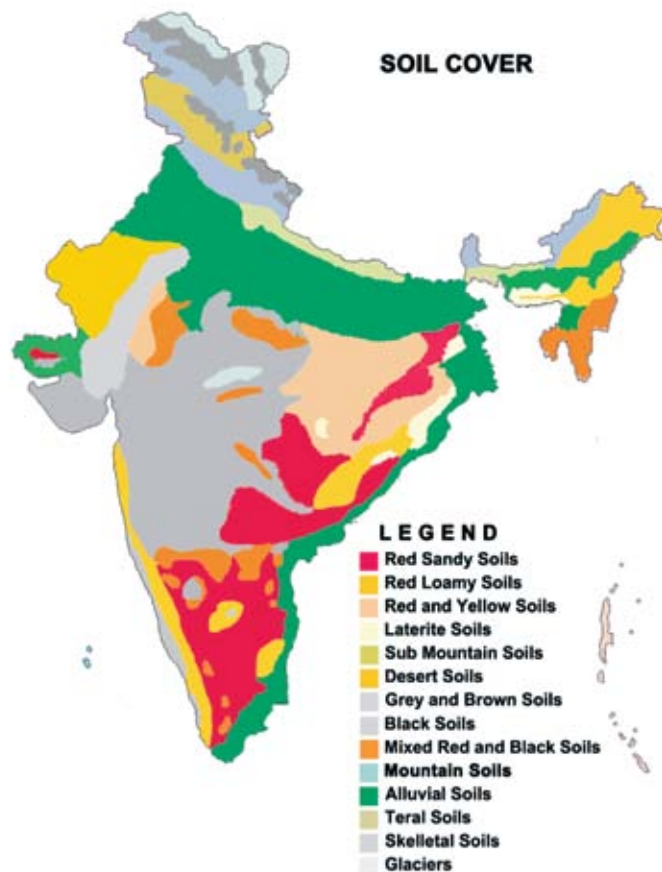 SOIL COVER
LEGEND
Red Sandy Soils
Red Loamy Soils
Red and Yellow Soils
Laterite Soils
Sub Mountain Soils
Desert Soils
Grey and Brown Soils
Black Soils
Mixed Red and Black Soils
Mountain Soils
Alluvial Soils
Teral Soils
Skelletal Soils
Glaciers